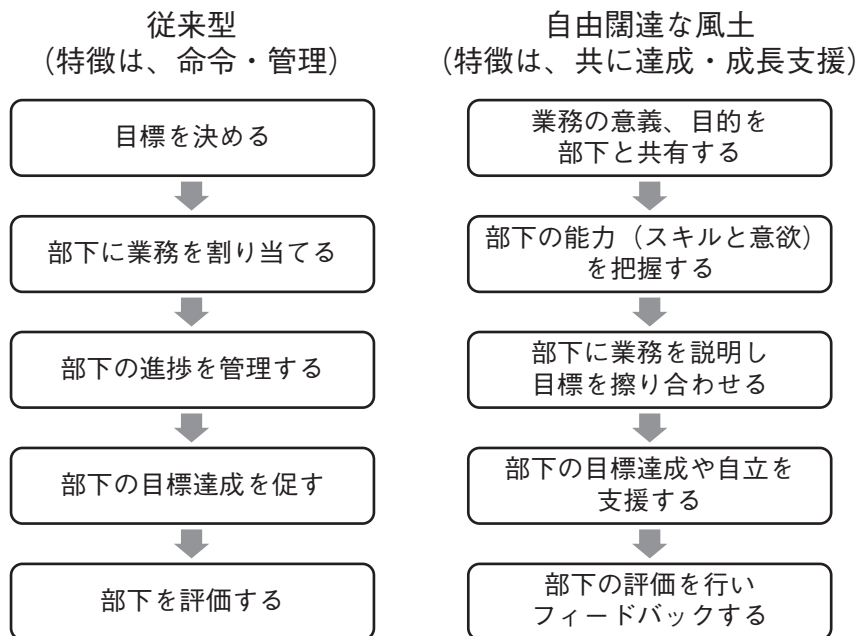 従来型
（特徴は、命令・管理）
目標を決める
部下に業務を割り当てる
部下の進捗を管理する
部下の目標達成を促す
部下を評価する
自由闊達な風土
（特徴は、共に達成・成長支援）
業務の意義、目的を
部下と共有する
部下の能力（スキルと意欲）
を把握する
部下に業務を説明し
目標を擦り合わせる
部下の目標達成や自立を
支援する
部下の評価を行い
フィードバックする